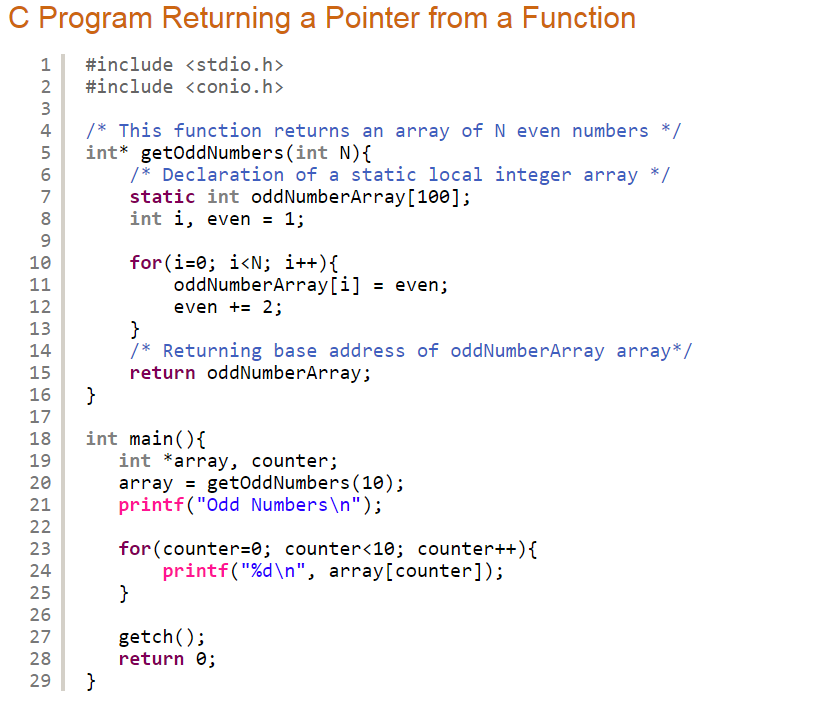 C Program Returning a Pointer from a Function
1 #include <stdio.h>
2 #include <conio.h>
3
4 /* This function returns an array of N even numbers */
5 int* getOddNumbers(int N){
6     /* Declaration of a static local integer array */
7     static int oddNumberArray[100];
8     int i, even = 1;
9
10     for(i=0; i<N; i++){
11         oddNumberArray[i] = even;
12         even += 2;
13     }
14     /* Returning base address of oddNumberArray array*/
15     return oddNumberArray;
16 }
17
18 int main(){
19    int *array, counter;
20    array = getOddNumbers(10);
21    printf("Odd Numbers\n");
22
23    for(counter=0; counter<10; counter++){
24        printf("%d\n", array[counter]);
25    }
26
27    getch();
28    return 0;
29 }